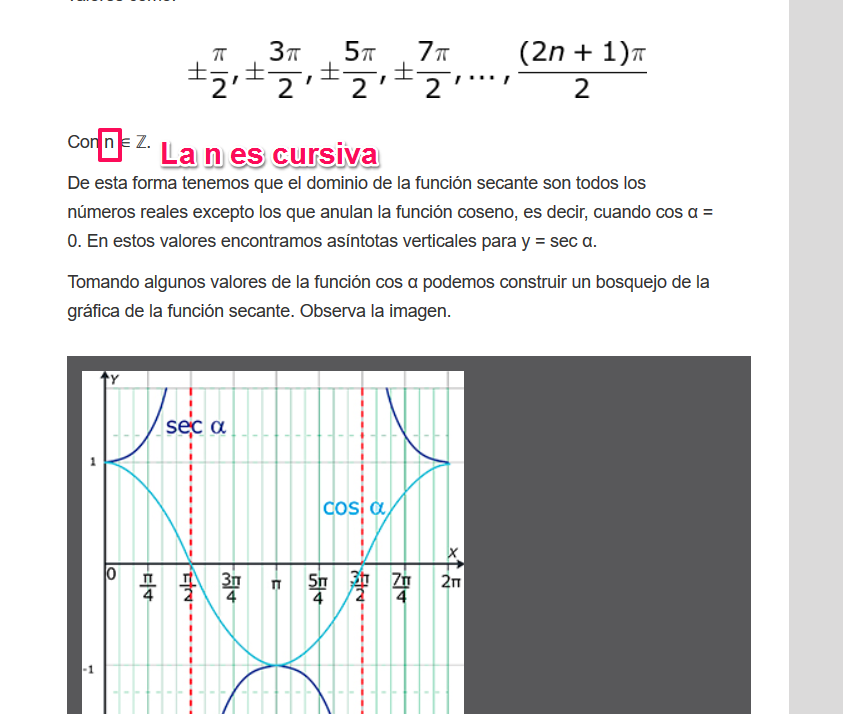 ±π/2, ±3π/2, ±5π/2, ±7π/2, ..., (2n + 1)π/2
Con n ∈ ℤ.
La n es cursiva
De esta forma tenemos que el dominio de la función secante son todos los
números reales excepto los que anulan la función coseno, es decir, cuando cos α =
0. En estos valores encontramos asíntotas verticales para y = sec α.
Tomando algunos valores de la función cos α podemos construir un bosquejo de la
gráfica de la función secante. Observa la imagen.
Y
sec α
1
cos α
X
0 π/4 π/2 3π/4 π 5π/4 3π/2 7π/4 2π
-1